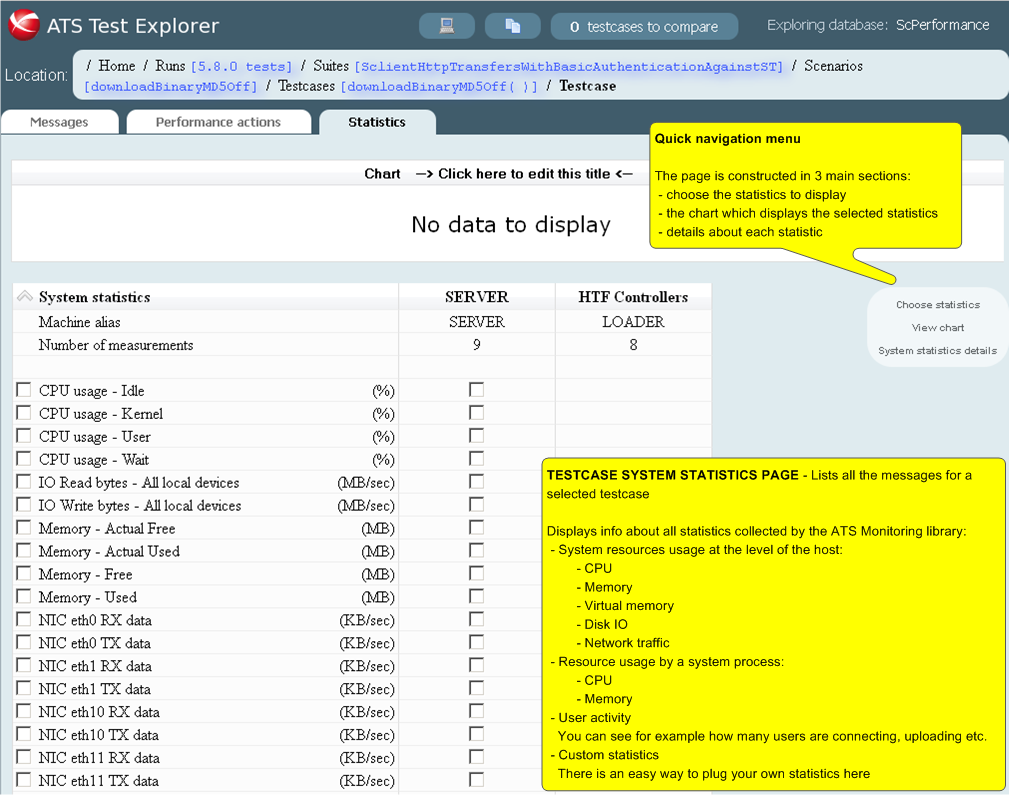 ATS Test Explorer
0 testcases to compare
Exploring database: ScPerformance
Location:
/ Home / Runs [5.8.0 tests] / Suites [SclientHttpTransfersWithBasicAuthenticationAgainstST] / Scenarios
[downloadBinaryMD5Off] / Testcases [downloadBinaryMD5Off( )] / Testcase
Messages
Performance actions
Statistics
Chart --> Click here to edit this title <--
No data to display
Quick navigation menu
The page is constructed in 3 main sections:
- choose the statistics to display
- the chart which displays the selected statistics
- details about each statistic
Choose statistics
View chart
System statistics details
System statistics SERVER HTF Controllers
Machine alias SERVER LOADER
Number of measurements 9 8
CPU usage - Idle (%)
CPU usage - Kernel (%)
CPU usage - User (%)
CPU usage - Wait (%)
IO Read bytes - All local devices (MB/sec)
IO Write bytes - All local devices (MB/sec)
Memory - Actual Free (MB)
Memory - Actual Used (MB)
Memory - Free (MB)
Memory - Used (MB)
NIC eth0 RX data (KB/sec)
NIC eth0 TX data (KB/sec)
NIC eth1 RX data (KB/sec)
NIC eth1 TX data (KB/sec)
NIC eth10 RX data (KB/sec)
NIC eth10 TX data (KB/sec)
NIC eth11 RX data (KB/sec)
NIC eth11 TX data (KB/sec)
TESTCASE SYSTEM STATISTICS PAGE - Lists all the messages for a
selected testcase
Displays info about all statistics collected by the ATS Monitoring library:
- System resources usage at the level of the host:
- CPU
- Memory
- Virtual memory
- Disk IO
- Network traffic
- Resource usage by a system process:
- CPU
- Memory
- User activity
You can see for example how many users are connecting, uploading etc.
- Custom statistics
There is an easy way to plug your own statistics here